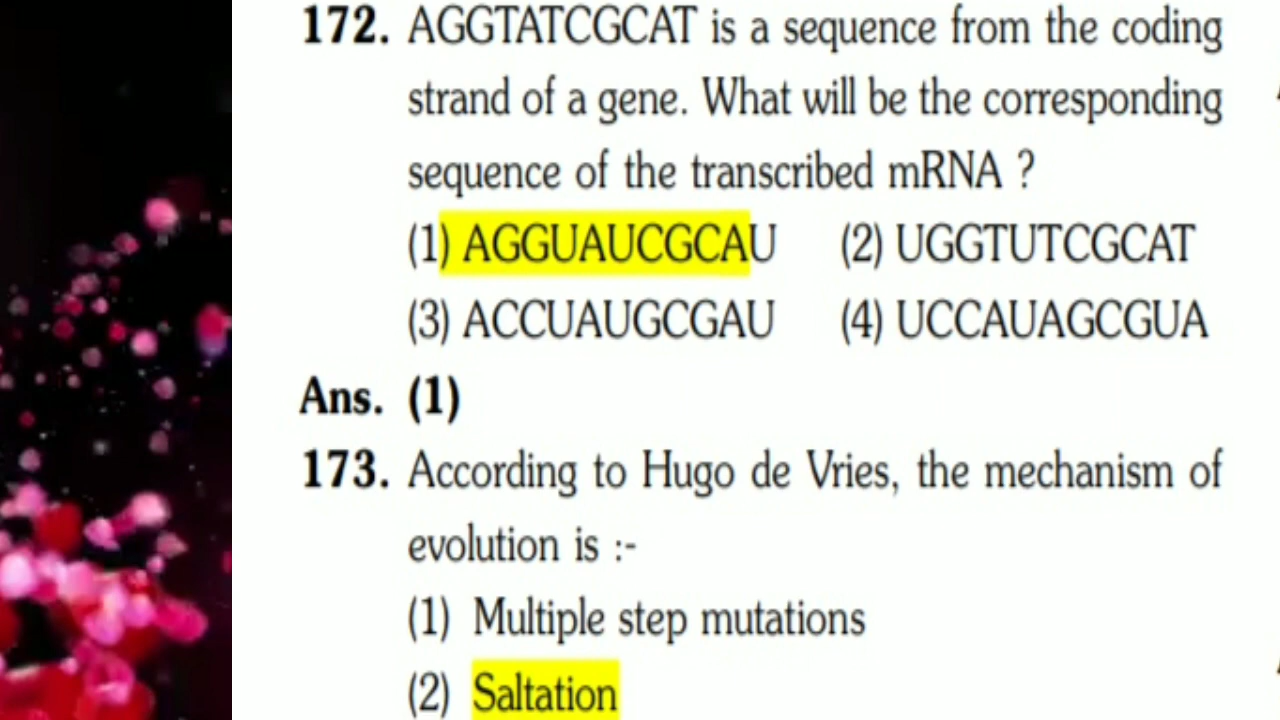 172. AGGTATCGCAT is a sequence from the coding
strand of a gene. What will be the corresponding
sequence of the transcribed mRNA ?
(1) AGGUAUCGCAU (2) UGGTUTCGCAT
(3) ACCUAUGCGAU (4) UCCAUAGCGUA
Ans. (1)
173. According to Hugo de Vries, the mechanism of
evolution is :-
(1) Multiple step mutations
(2) Saltation